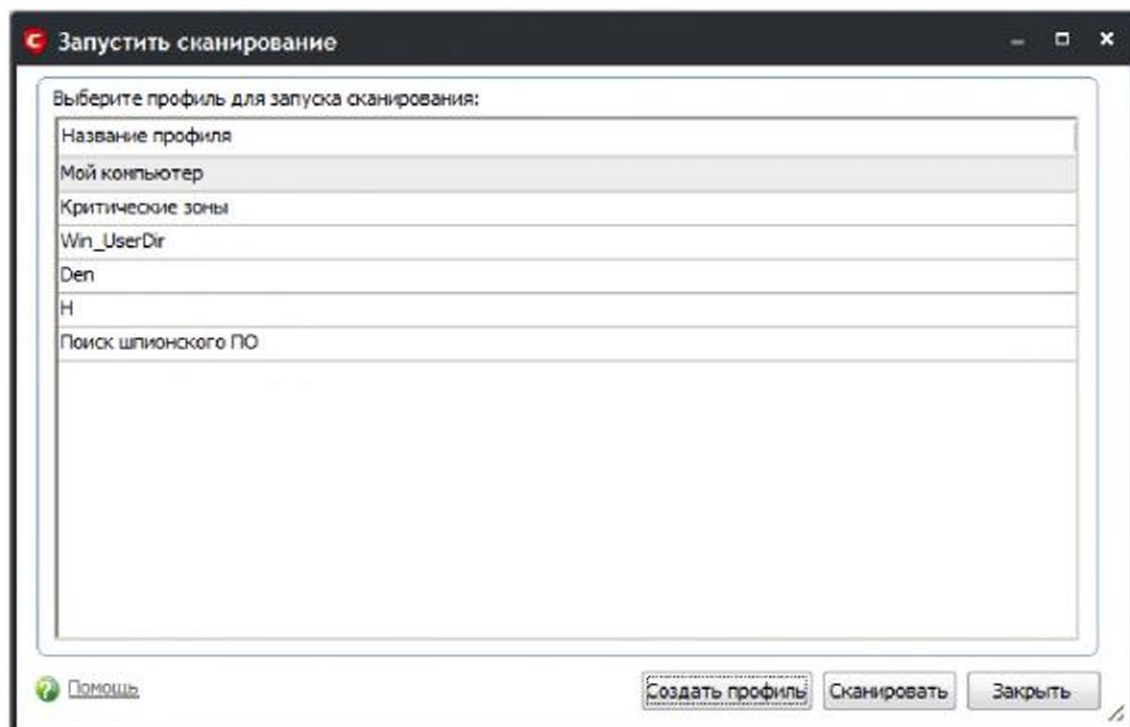 Запустить сканирование
Выберите профиль для запуска сканирования:
Название профиля
Мой компьютер
Критические зоны
Win_UserDir
Den
H
Поиск шпионского ПО
Помощь
Создать профиль
Сканировать
Закрыть